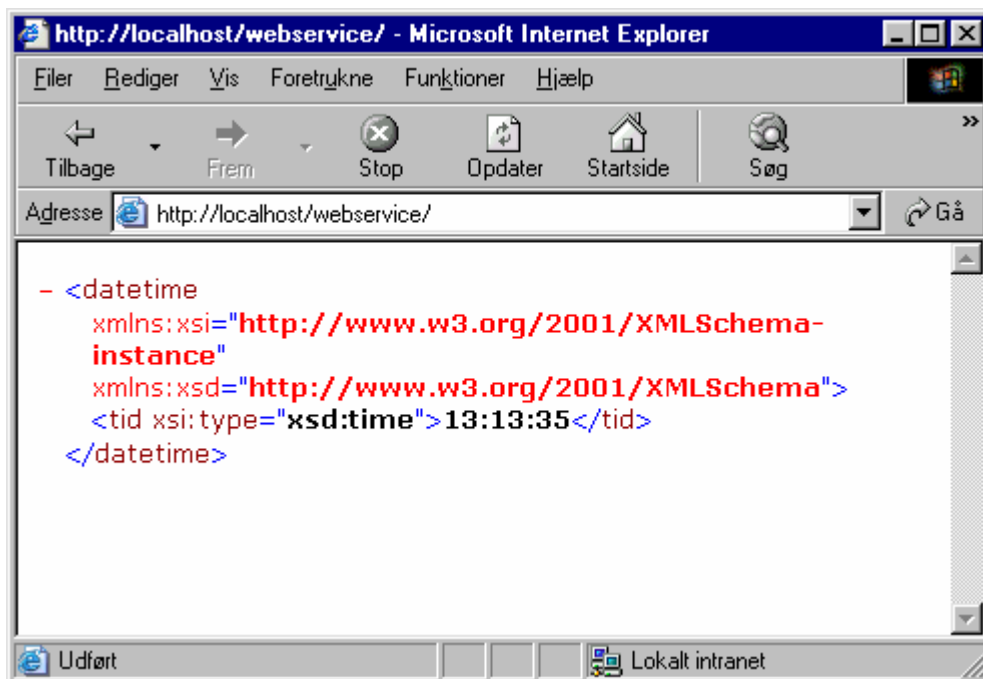 http://localhost/webservice/ - Microsoft Internet Explorer
Filer Rediger Vis Foretrukne Funktioner Hjælp
Tilbage Frem Stop Opdater Startside Søg »
Adresse http://localhost/webservice/ Gå
- <datetime
xmlns:xsi="http://www.w3.org/2001/XMLSchema-
instance"
xmlns:xsd="http://www.w3.org/2001/XMLSchema">
<tid xsi:type="xsd:time">13:13:35</tid>
</datetime>
Udført Lokalt intranet